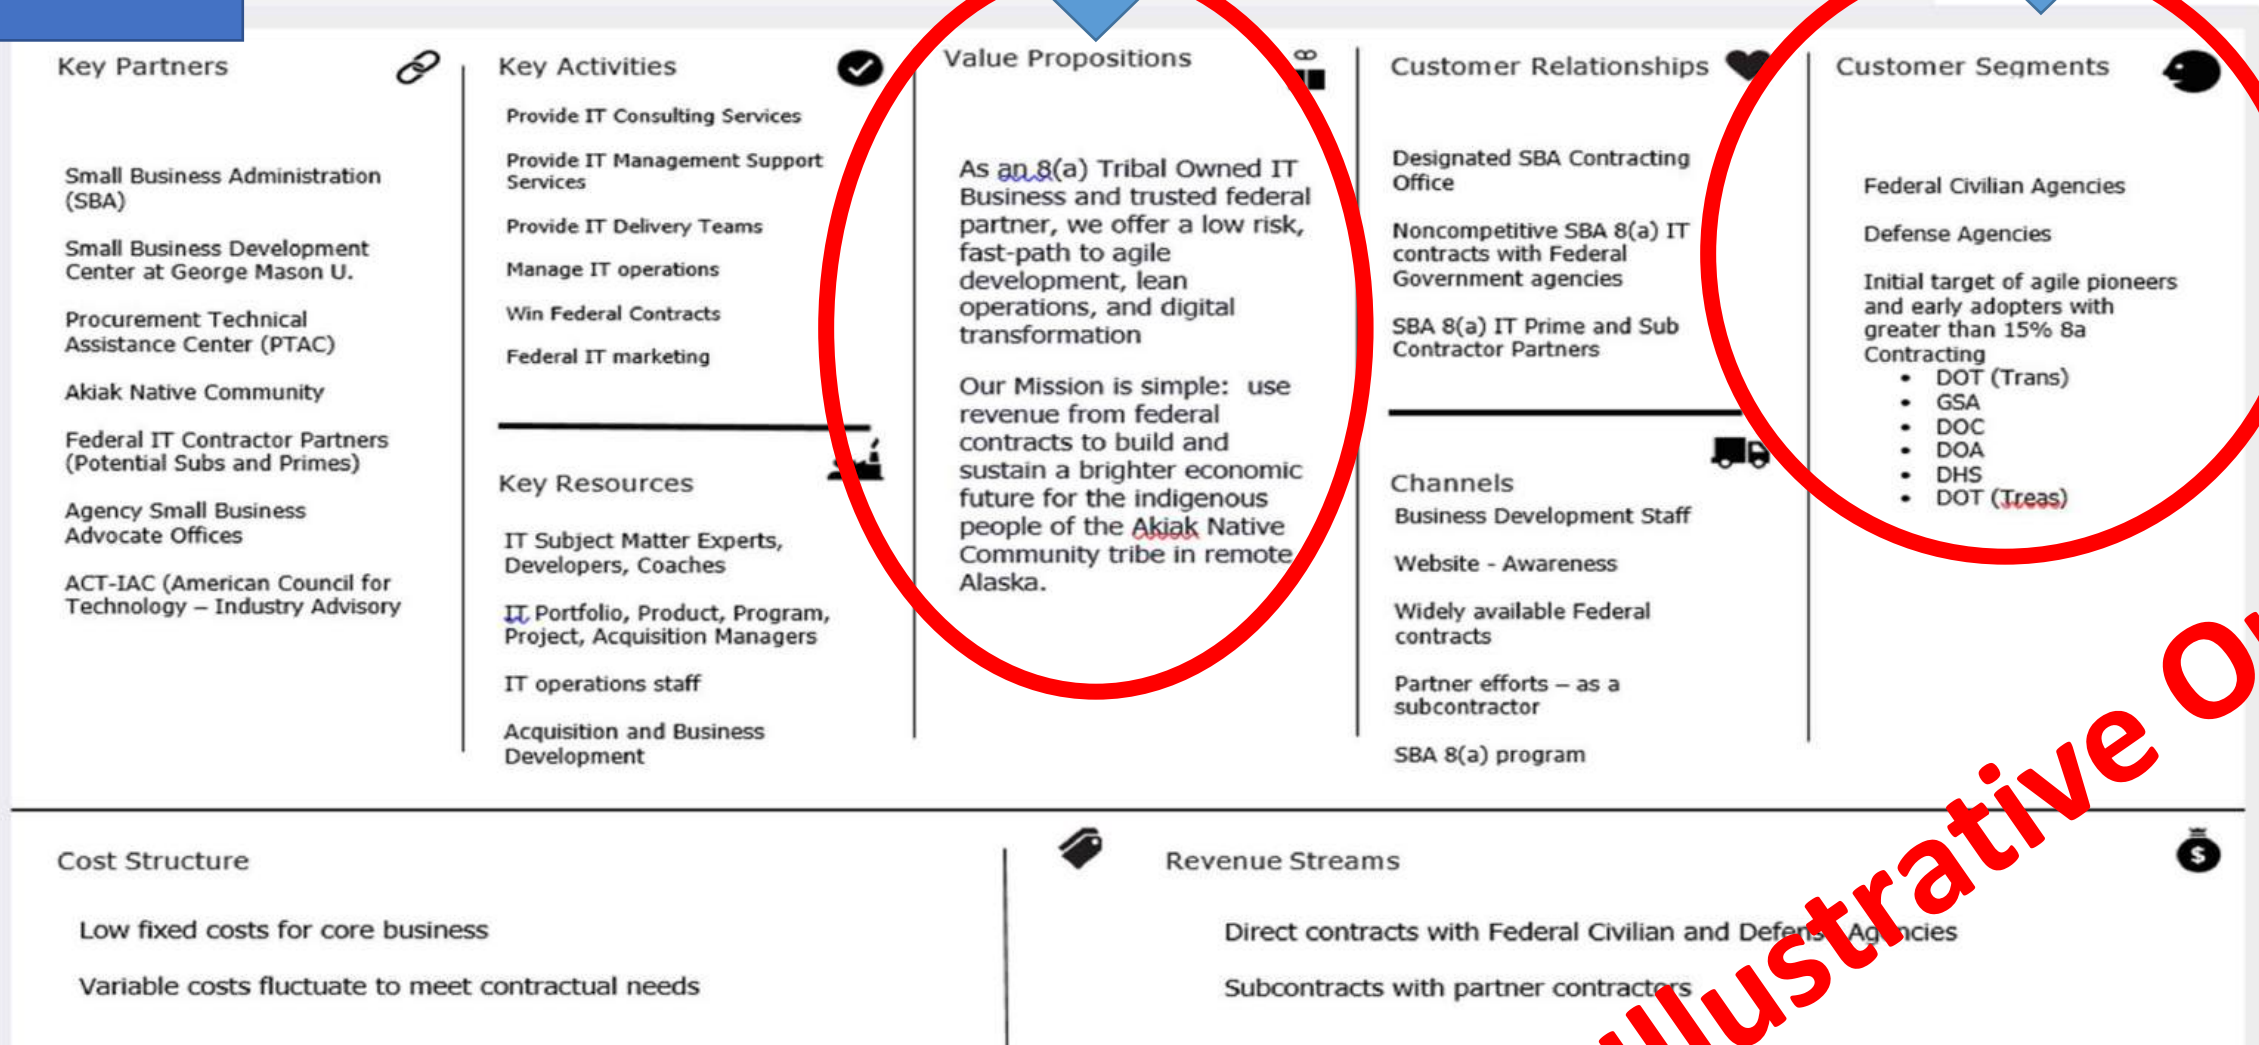 Key Partners
Small Business Administration
(SBA)
Small Business Development
Center at George Mason U.
Procurement Technical
Assistance Center (PTAC)
Akiak Native Community
Federal IT Contractor Partners
(Potential Subs and Primes)
Agency Small Business
Advocate Offices
ACT-IAC (American Council for
Technology – Industry Advisory
Key Activities
Provide IT Consulting Services
Provide IT Management Support
Services
Provide IT Delivery Teams
Manage IT operations
Win Federal Contracts
Federal IT marketing
Key Resources
IT Subject Matter Experts,
Developers, Coaches
IT Portfolio, Product, Program,
Project, Acquisition Managers
IT operations staff
Acquisition and Business
Development
Value Propositions
As an 8(a) Tribal Owned IT
Business and trusted federal
partner, we offer a low risk,
fast-path to agile
development, lean
operations, and digital
transformation
Our Mission is simple:  use
revenue from federal
contracts to build and
sustain a brighter economic
future for the indigenous
people of the Akiak Native
Community tribe in remote
Alaska.
Customer Relationships
Designated SBA Contracting
Office
Noncompetitive SBA 8(a) IT
contracts with Federal
Government agencies
SBA 8(a) IT Prime and Sub
Contractor Partners
Channels
Business Development Staff
Website - Awareness
Widely available Federal
contracts
Partner efforts – as a
subcontractor
SBA 8(a) program
Customer Segments
Federal Civilian Agencies
Defense Agencies
Initial target of agile pioneers
and early adopters with
greater than 15% 8a
Contracting
• DOT (Trans)
• GSA
• DOC
• DOA
• DHS
• DOT (Treas)
Cost Structure
Low fixed costs for core business
Variable costs fluctuate to meet contractual needs
Revenue Streams
Direct contracts with Federal Civilian and Defense Agencies
Subcontracts with partner contractors
$
Illustrative